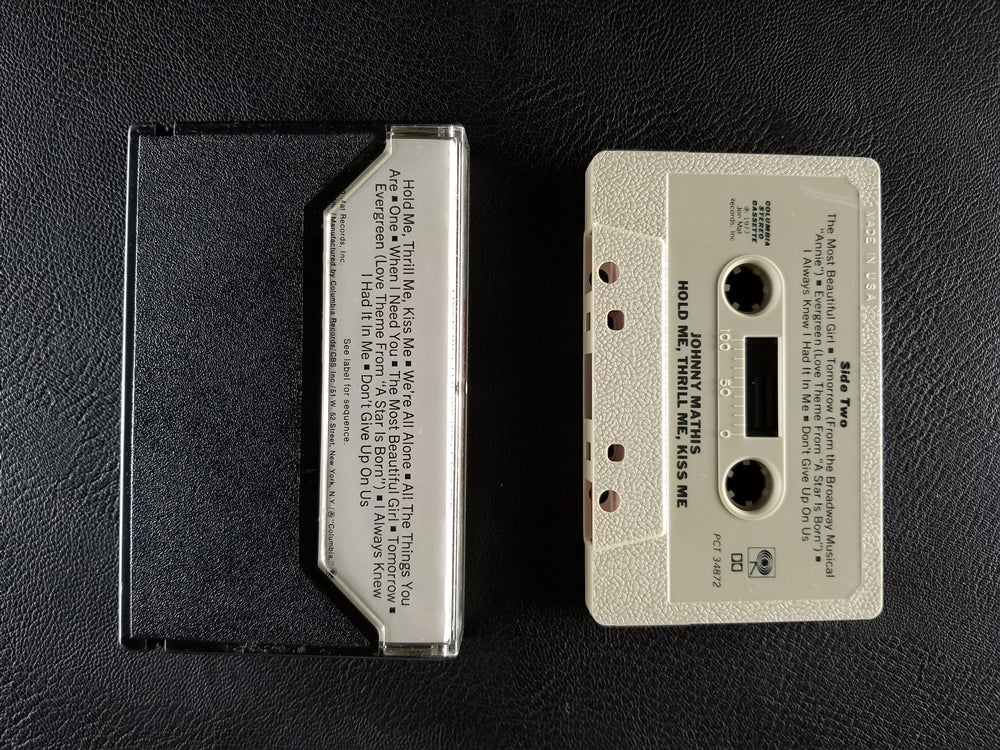 Hold Me, Thrill Me, Kiss Me ■ We're All Alone ■ All The Things You
Are ■ One ■ When I Need You ■ The Most Beautiful Girl ■ Tomorrow ■
Evergreen (Love Theme From "A Star Is Born") ■ I Always Knew
I Had It In Me ■ Don't Give Up On Us
See label for sequence.
Records, Inc.
Manufactured by Columbia Records/CBS Inc./51 W. 52 Street, New York, N.Y./® "Columbia,"
MADE IN USA
Side Two
The Most Beautiful Girl ■ Tomorrow (From the Broadway Musical
"Annie") ■ Evergreen (Love Theme From "A Star Is Born") ■
I Always Knew I Had It In Me ■ Don't Give Up On Us
COLUMBIA
STEREO
CASSETTE
℗ 1977
Jon Mat
Records, Inc.
100 50 0
JOHNNY MATHIS
HOLD ME, THRILL ME, KISS ME
PCT 34872